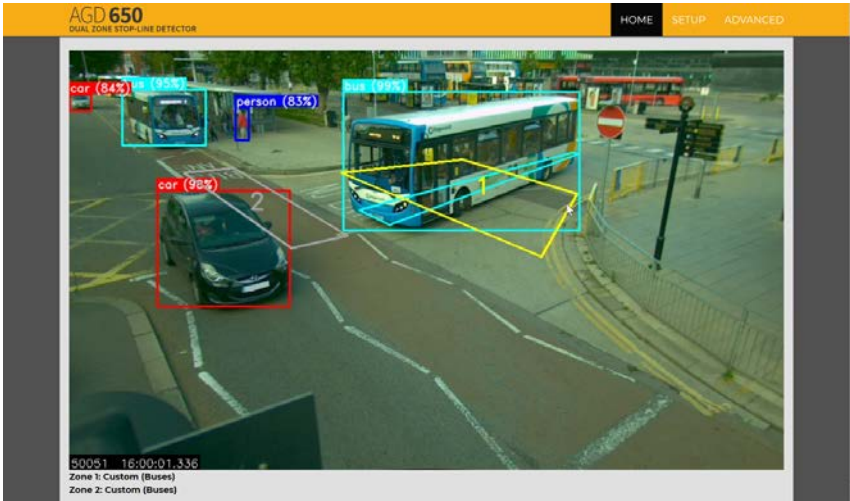 AGD 650
DUAL ZONE STOP-LINE DETECTOR
HOME SETUP ADVANCED
car (84%)
bus (95%)
person (83%)
bus (99%)
car (98%)
1
2
50051 16:00:01.336
Zone 1: Custom (Buses)
Zone 2: Custom (Buses)